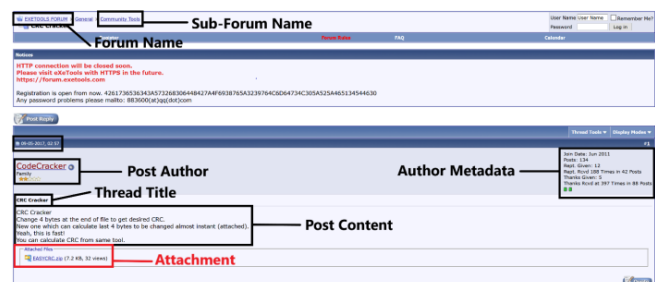 EXETOOLS FORUM > General > Community Tools
Sub-Forum Name
User Name User Name Remember Me?
CRC Cracker
Password Log in
Forum Name
Forum Rules FAQ Calendar
Notices
HTTP connection will be closed soon.
Please visit eXeTools with HTTPS in the future.
https://forum.exetools.com
Registration is open from now.
Any password problems please mailto: 983600(at)qq(dot)com
Post Reply
Thread Tools Display Modes
09-05-2017, 02:57 #1
CodeCracker
Family
Post Author
Author Metadata
Join Date: Jun 2011
Posts: 134
Rept. Given: 12
Rept. Rcvd 188 Times in 42 Posts
Thanks Given: 5
Thanks Rcvd at 397 Times in 88 Posts
Thread Title
CRC Cracker
CRC Cracker
Change 4 bytes at the end of file to get desired CRC.
New one which can calculate last 4 bytes to be changed almost instant (attached).
Yeah, this is fast!
You can calculate CRC from same tool.
Post Content
Attached Files
EASYCRC.zip (7.2 KB, 32 views)
Attachment